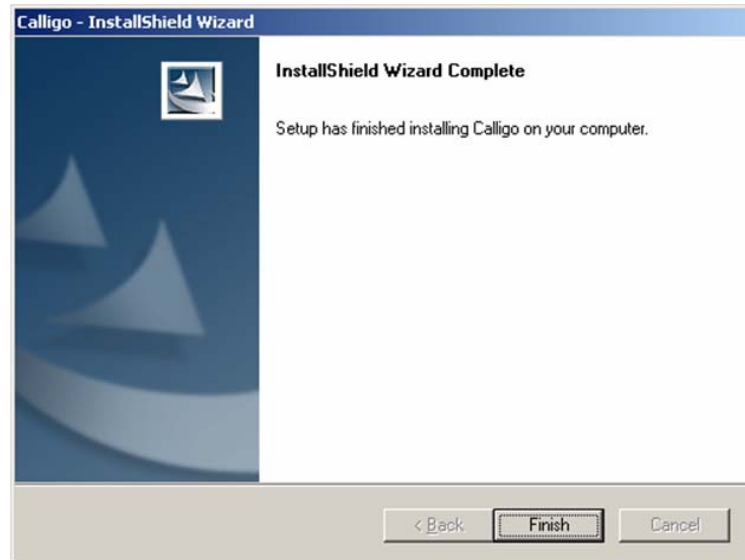 Calligo - InstallShield Wizard
InstallShield Wizard Complete
Setup has finished installing Calligo on your computer.
< Back Finish Cancel